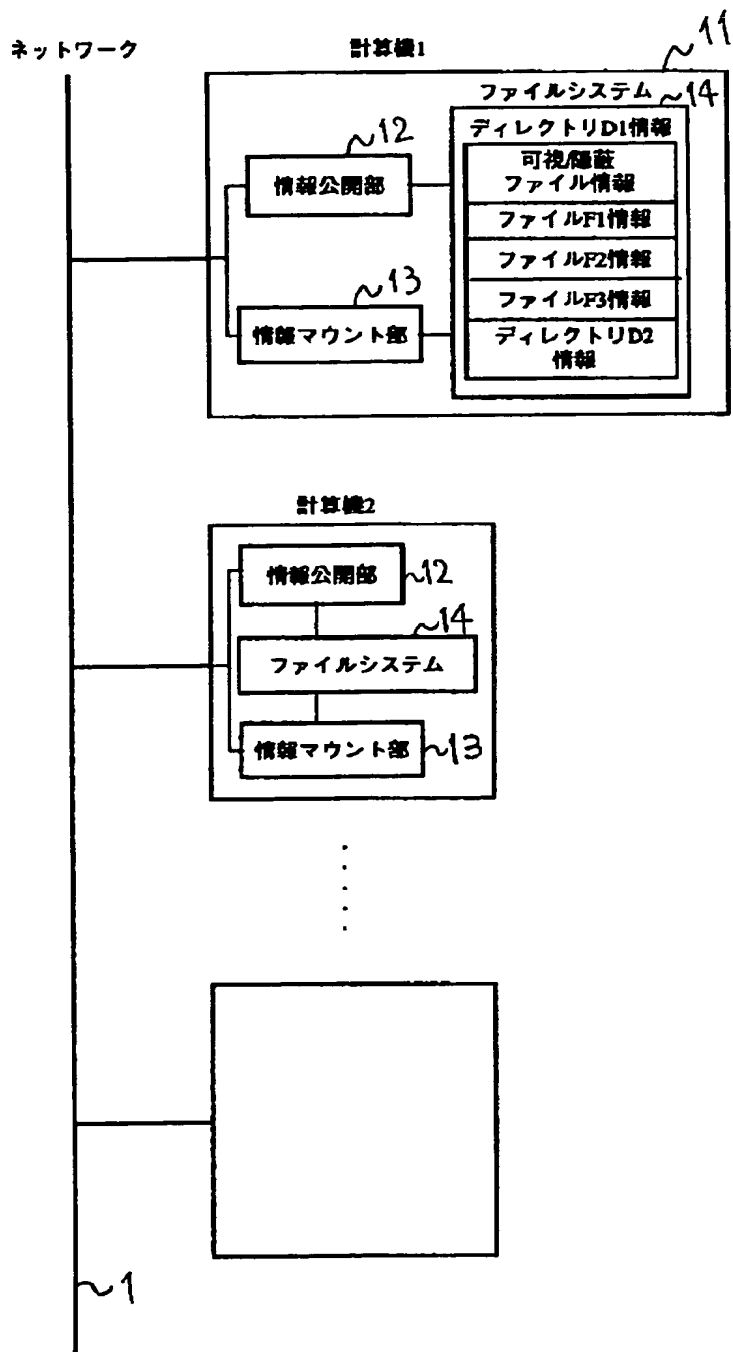 ネットワーク
計算機1
11
ファイルシステム
14
ディレクトリD1情報
可視/隠蔽
ファイル情報
ファイルF1情報
ファイルF2情報
ファイルF3情報
ディレクトリD2
情報
12
情報公開部
13
情報マウント部
計算機2
情報公開部
12
14
ファイルシステム
情報マウント部
13
1